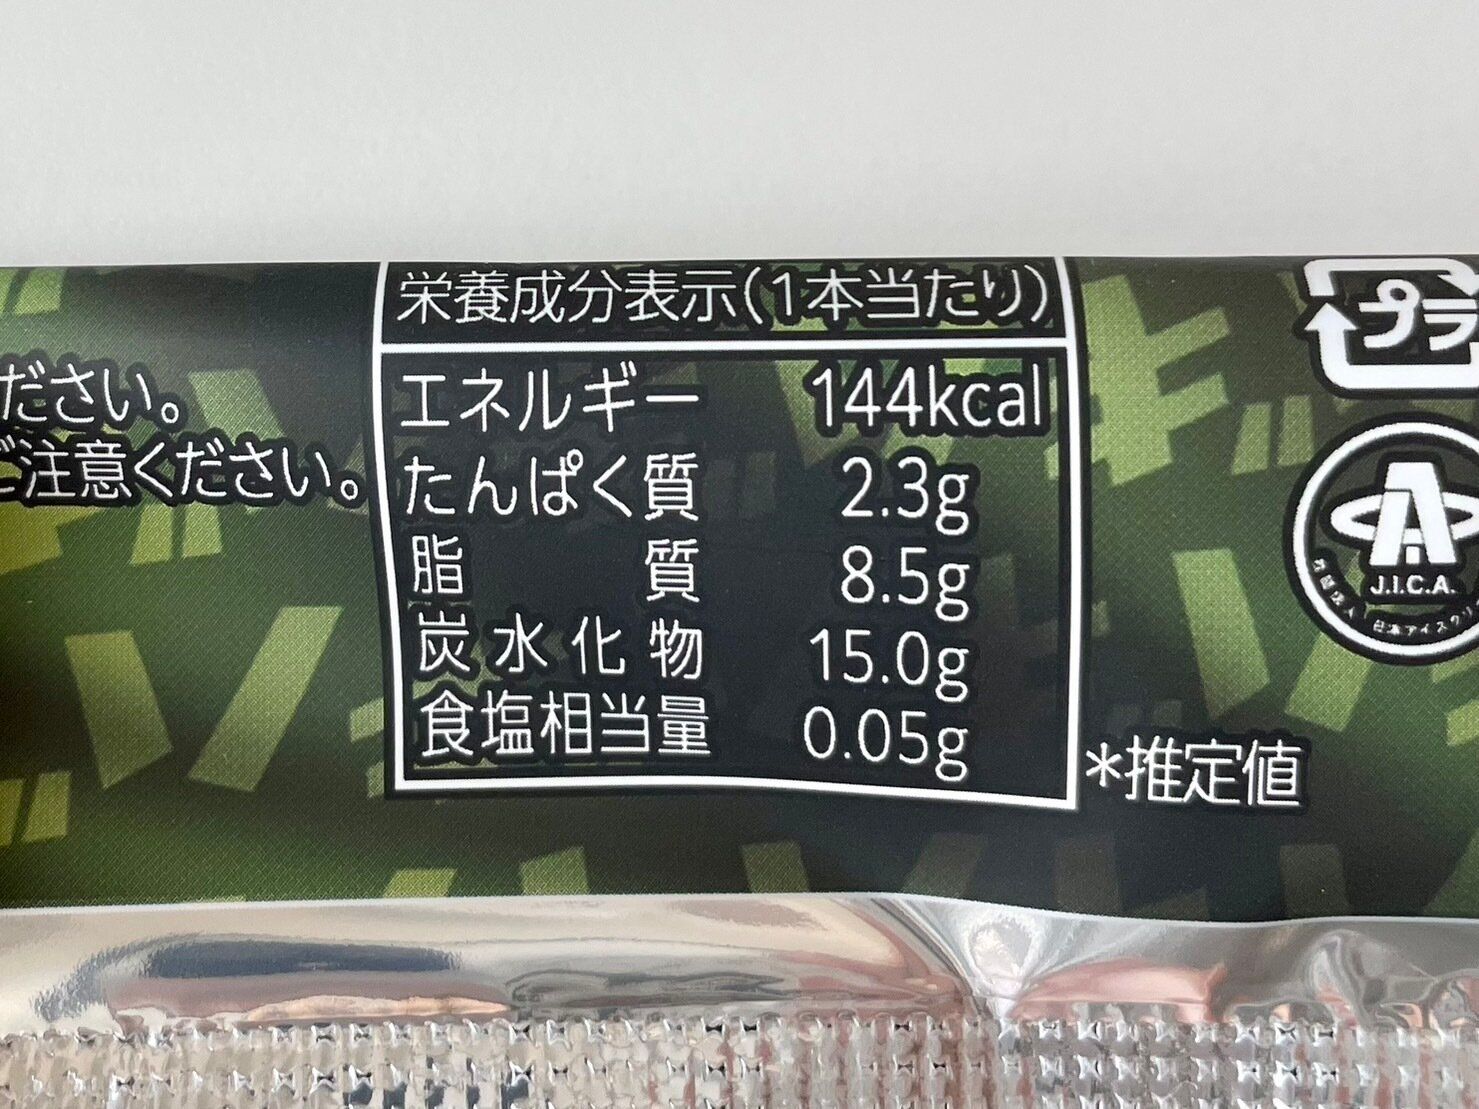 ださい。
ご注意ください。
栄養成分表示(1本当たり)
エネルギー 144kcal
たんぱく質 2.3g
脂質 8.5g
炭水化物 15.0g
食塩相当量 0.05g
*推定値
プラ
A
J.I.C.A.